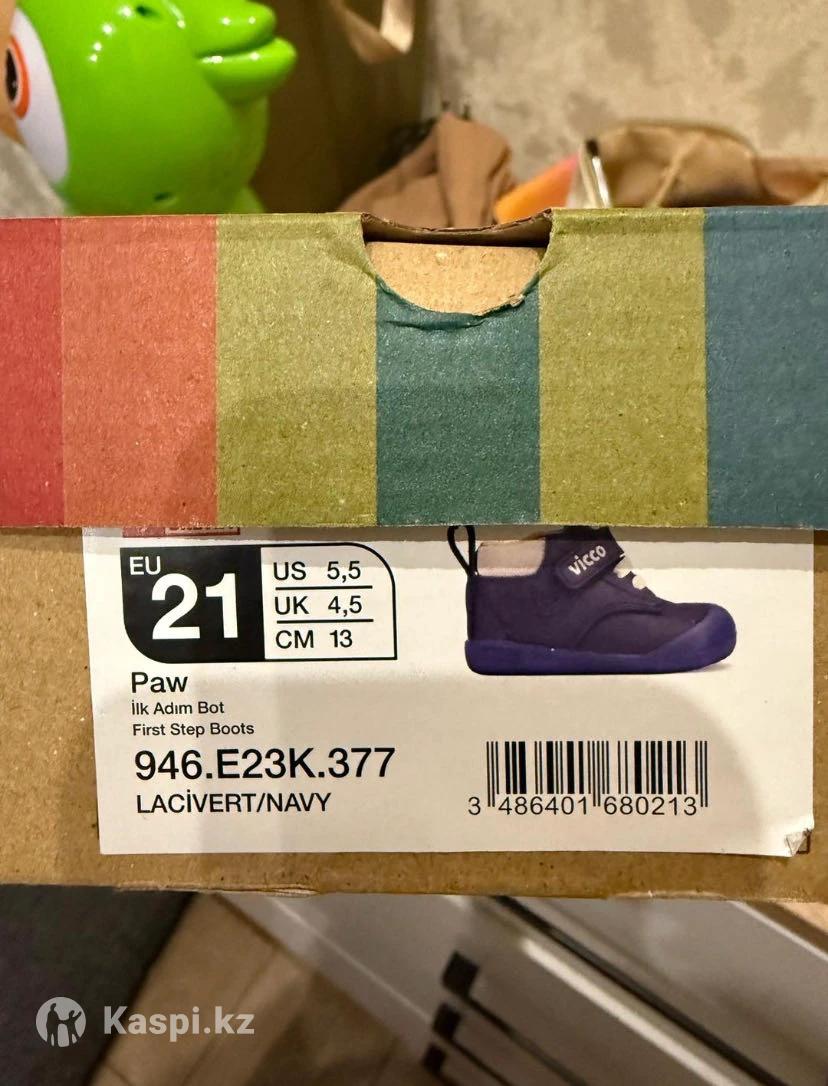 EU
21
US 5,5
UK 4,5
CM 13
vicco
Paw
İlk Adım Bot
First Step Boots
946.E23K.377
LACİVERT/NAVY
3 486401 680213
Kaspi.kz